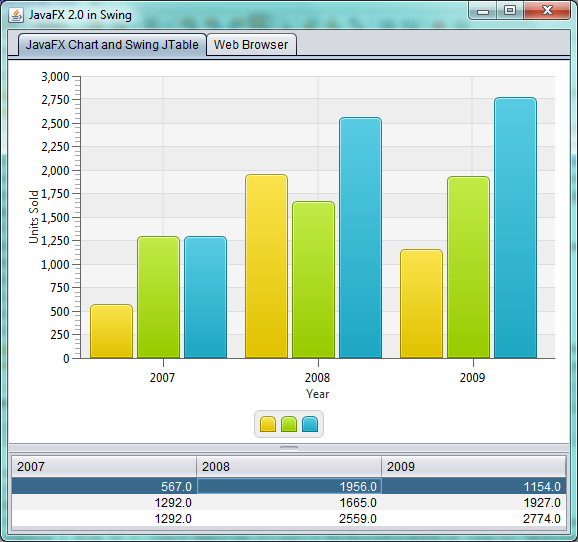 JavaFX 2.0 in Swing
JavaFX Chart and Swing JTable
Web Browser
3,000
2,750
2,500
2,250
2,000
1,750
1,500
1,250
1,000
750
500
250
0
Units Sold
2007 2008 2009
Year
2007 2008 2009
567.0 1956.0 1154.0
1292.0 1665.0 1927.0
1292.0 2559.0 2774.0